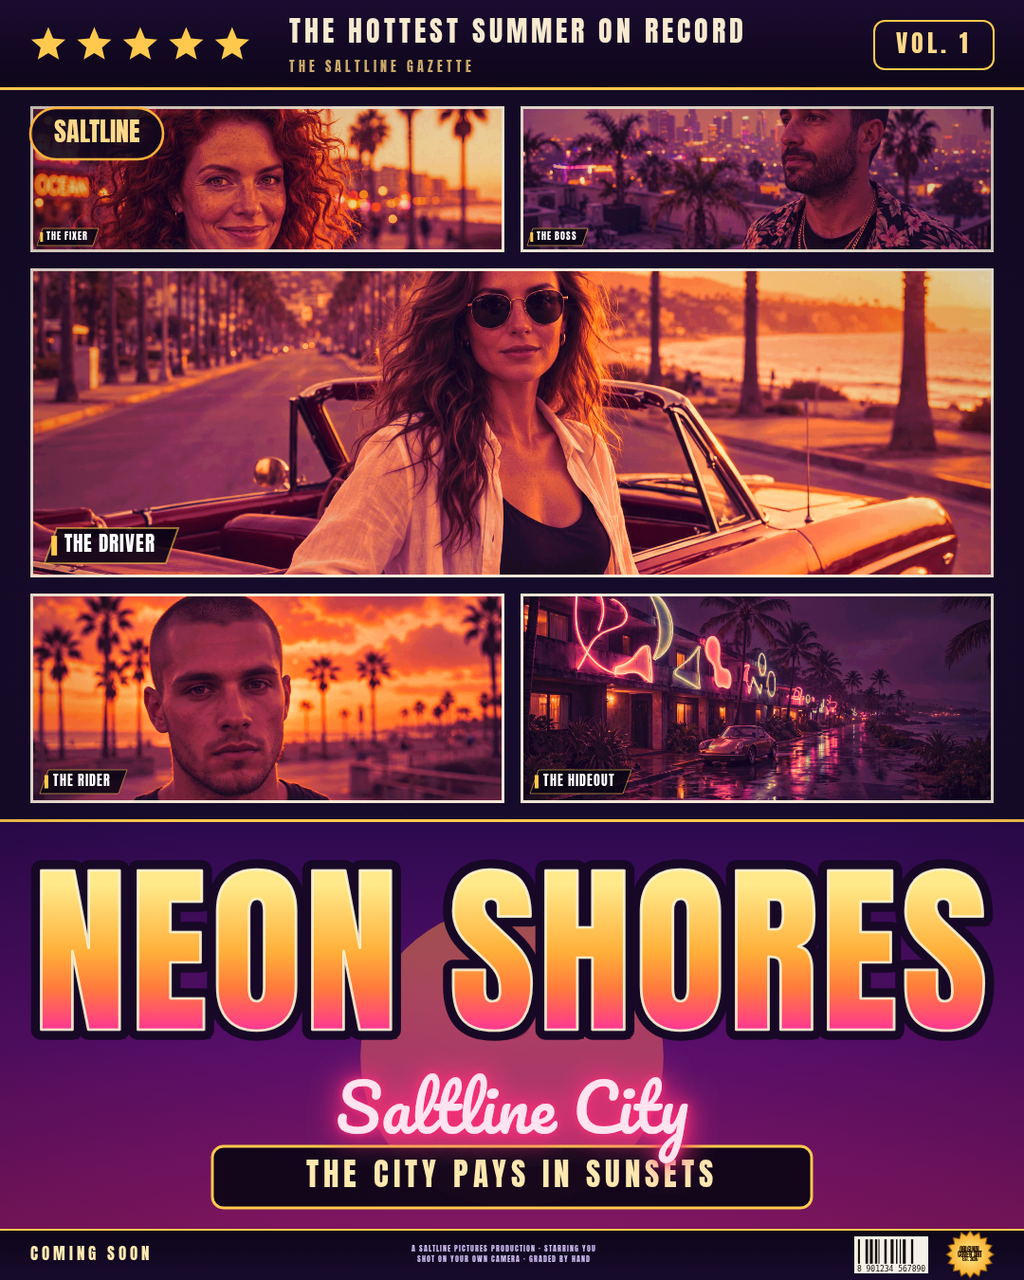 THE HOTTEST SUMMER ON RECORD
THE SALTLINE GAZETTE
VOL. 1
SALTLINE
OCEAN
THE FIXER
THE BOSS
THE DRIVER
THE RIDER
THE HIDEOUT
NEON SHORES
Saltline City
THE CITY PAYS IN SUNSETS
COMING SOON
A SALTLINE PICTURES PRODUCTION · STARRING YOU
SHOT ON YOUR OWN CAMERA · GRADED BY HAND
8 901234 567890